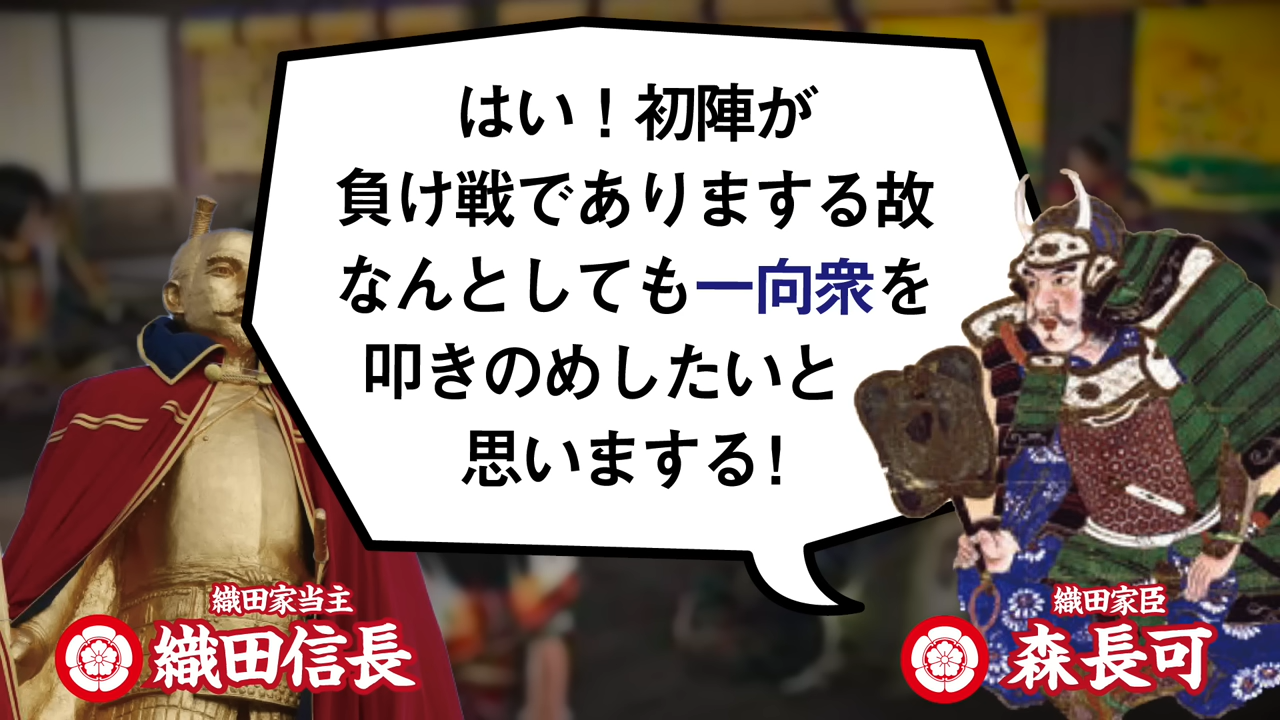 はい！初陣が
負け戦でありまする故
なんとしても一向衆を
叩きのめしたいと
思いまする!
織田家当主
織田信長
織田家臣
森長可